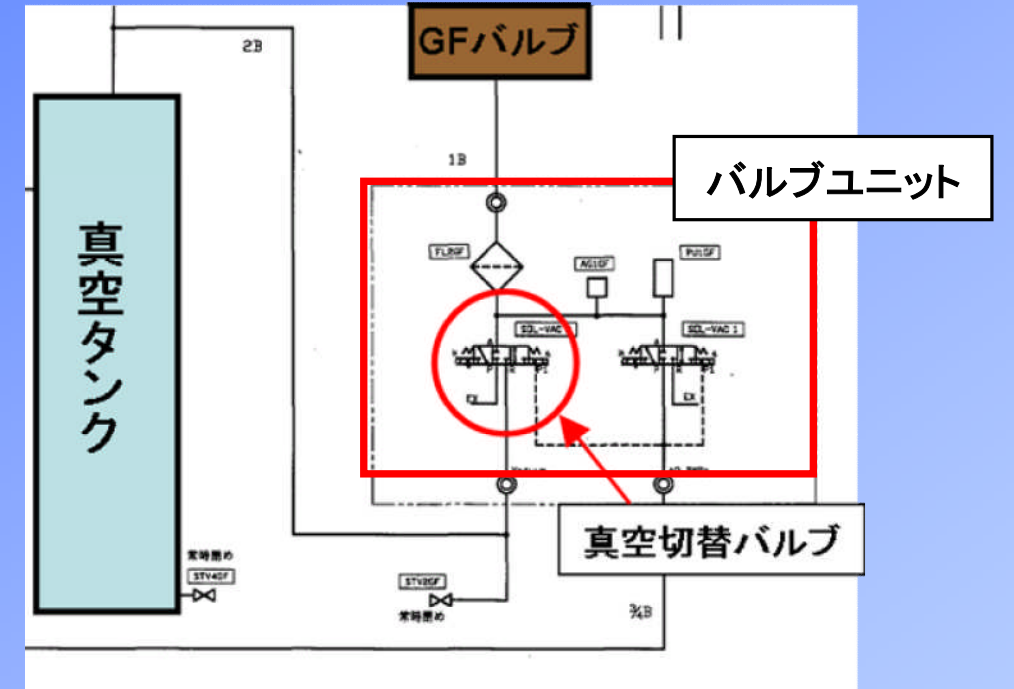 GFバルブ
2B
1B
バルブユニット
真空タンク
FL2GF
AG1GF
PU1GF
SOL-VAC
SOL-VAC 1
EX
EX
真空切替バルブ
常時閉め
STV4GF
STV2GF
常時閉め
¾B